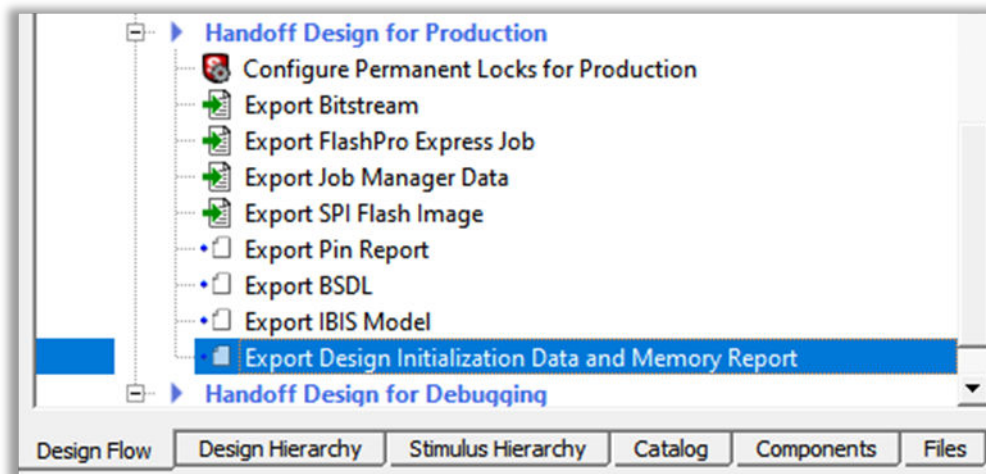 Handoff Design for Production
Configure Permanent Locks for Production
Export Bitstream
Export FlashPro Express Job
Export Job Manager Data
Export SPI Flash Image
Export Pin Report
Export BSDL
Export IBIS Model
Export Design Initialization Data and Memory Report
Handoff Design for Debugging
Design Flow Design Hierarchy Stimulus Hierarchy Catalog Components Files